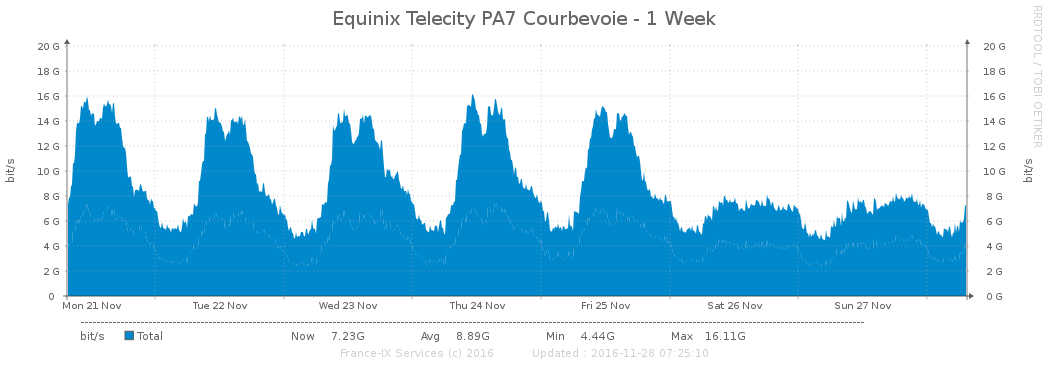 Equinix Telecity PA7 Courbevoie - 1 Week
RRDTOOL / TOBI OETIKER
bit/s
20 G
18 G
16 G
14 G
12 G
10 G
8 G
6 G
4 G
2 G
0
20 G
18 G
16 G
14 G
12 G
10 G
8 G
6 G
4 G
2 G
0 G
bit/s
Mon 21 Nov Tue 22 Nov Wed 23 Nov Thu 24 Nov Fri 25 Nov Sat 26 Nov Sun 27 Nov
bit/s Total Now 7.23G Avg 8.89G Min 4.44G Max 16.11G
France-IX Services (c) 2016 Updated : 2016-11-28 07:25:10